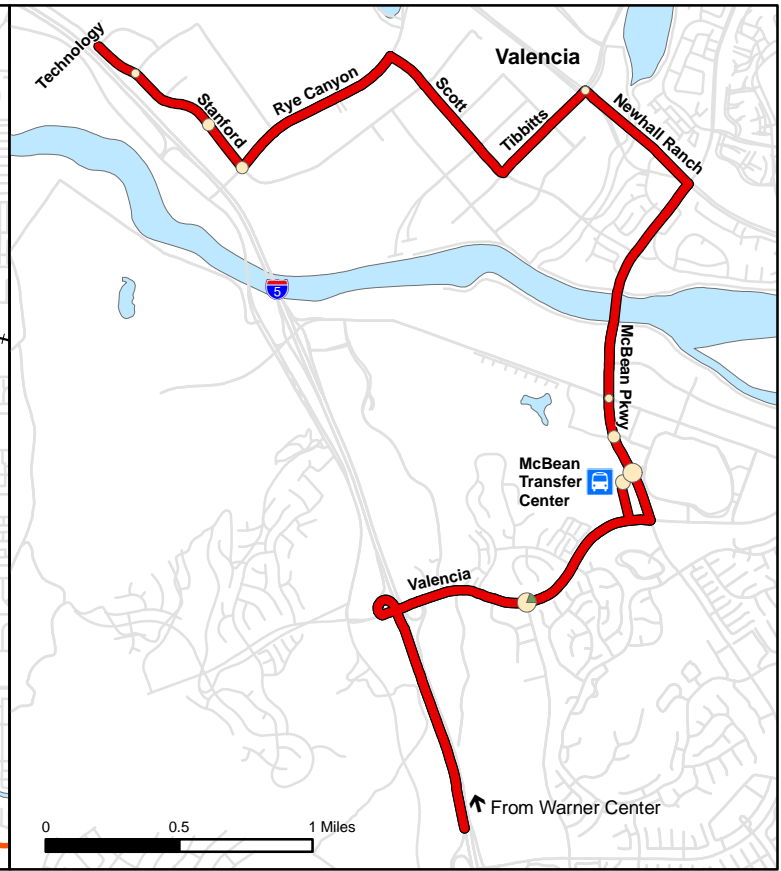 Technology
Stanford
Rye Canyon
Scott
Valencia
Tibbitts
Newhall Ranch
5
McBean Pkwy
McBean
Transfer
Center
Valencia
From Warner Center
0 0.5 1 Miles